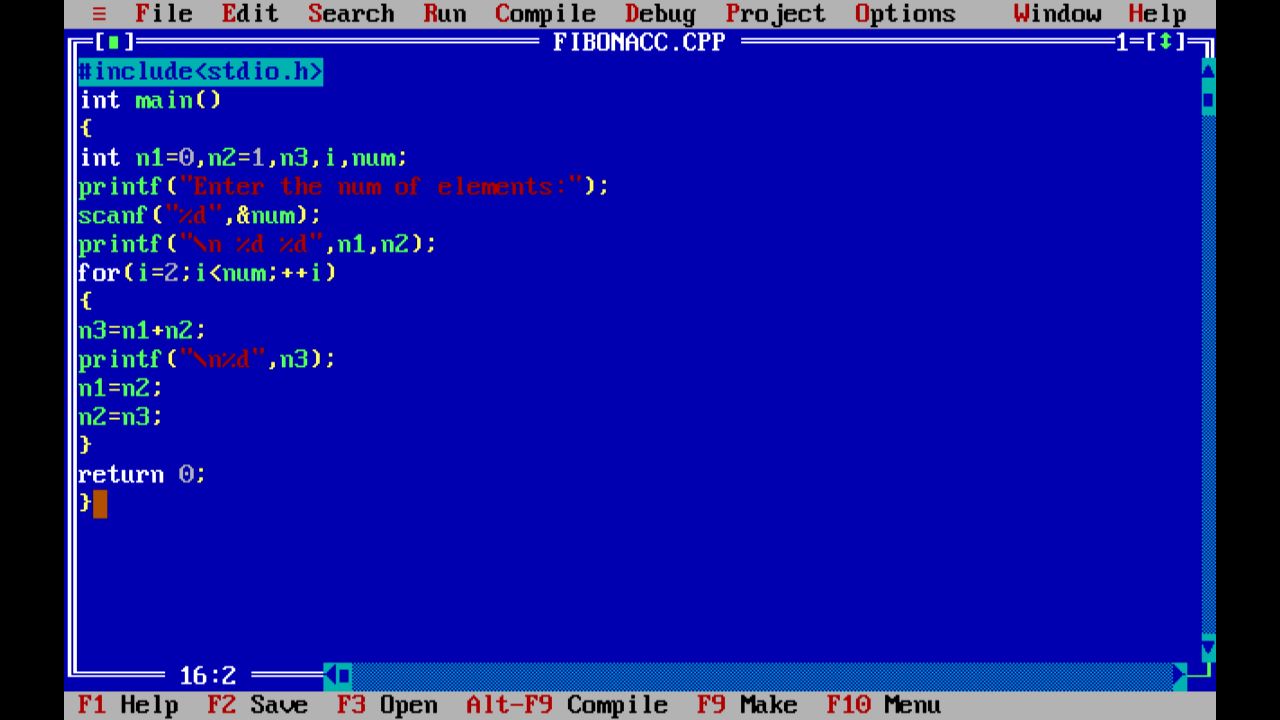 ≡ File Edit Search Run Compile Debug Project Options Window Help
[■] FIBONACC.CPP 1=[↕]
#include<stdio.h>
int main()
{
int n1=0,n2=1,n3,i,num;
printf("Enter the num of elements:");
scanf("%d",&num);
printf("\n %d %d",n1,n2);
for(i=2;i<num;++i)
{
n3=n1+n2;
printf("\n%d",n3);
n1=n2;
n2=n3;
}
return 0;
}
16:2
F1 Help F2 Save F3 Open Alt-F9 Compile F9 Make F10 Menu